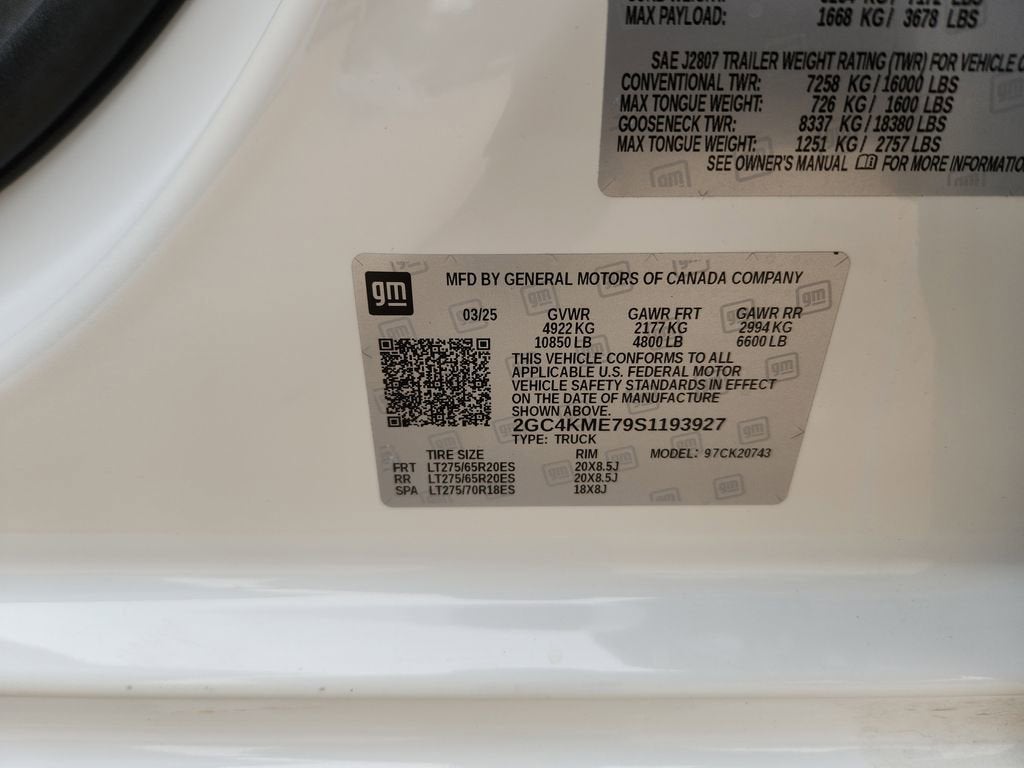 MAX PAYLOAD: 1668 KG / 3678 LBS
SAE J2807 TRAILER WEIGHT RATING (TWR) FOR VEHICLE
CONVENTIONAL TWR: 7258 KG / 16000 LBS
MAX TONGUE WEIGHT: 726 KG / 1600 LBS
GOOSENECK TWR: 8337 KG / 18380 LBS
MAX TONGUE WEIGHT: 1251 KG / 2757 LBS
SEE OWNER'S MANUAL FOR MORE INFORMATIO
gm
MFD BY GENERAL MOTORS OF CANADA COMPANY
03/25 GVWR GAWR FRT GAWR RR
4922 KG 2177 KG 2994 KG
10850 LB 4800 LB 6600 LB
THIS VEHICLE CONFORMS TO ALL
APPLICABLE U.S. FEDERAL MOTOR
VEHICLE SAFETY STANDARDS IN EFFECT
ON THE DATE OF MANUFACTURE
SHOWN ABOVE.
2GC4KME79S1193927
TYPE: TRUCK
TIRE SIZE RIM MODEL: 97CK20743
FRT LT275/65R20ES 20X8.5J
RR LT275/65R20ES 20X8.5J
SPA LT275/70R18ES 18X8J